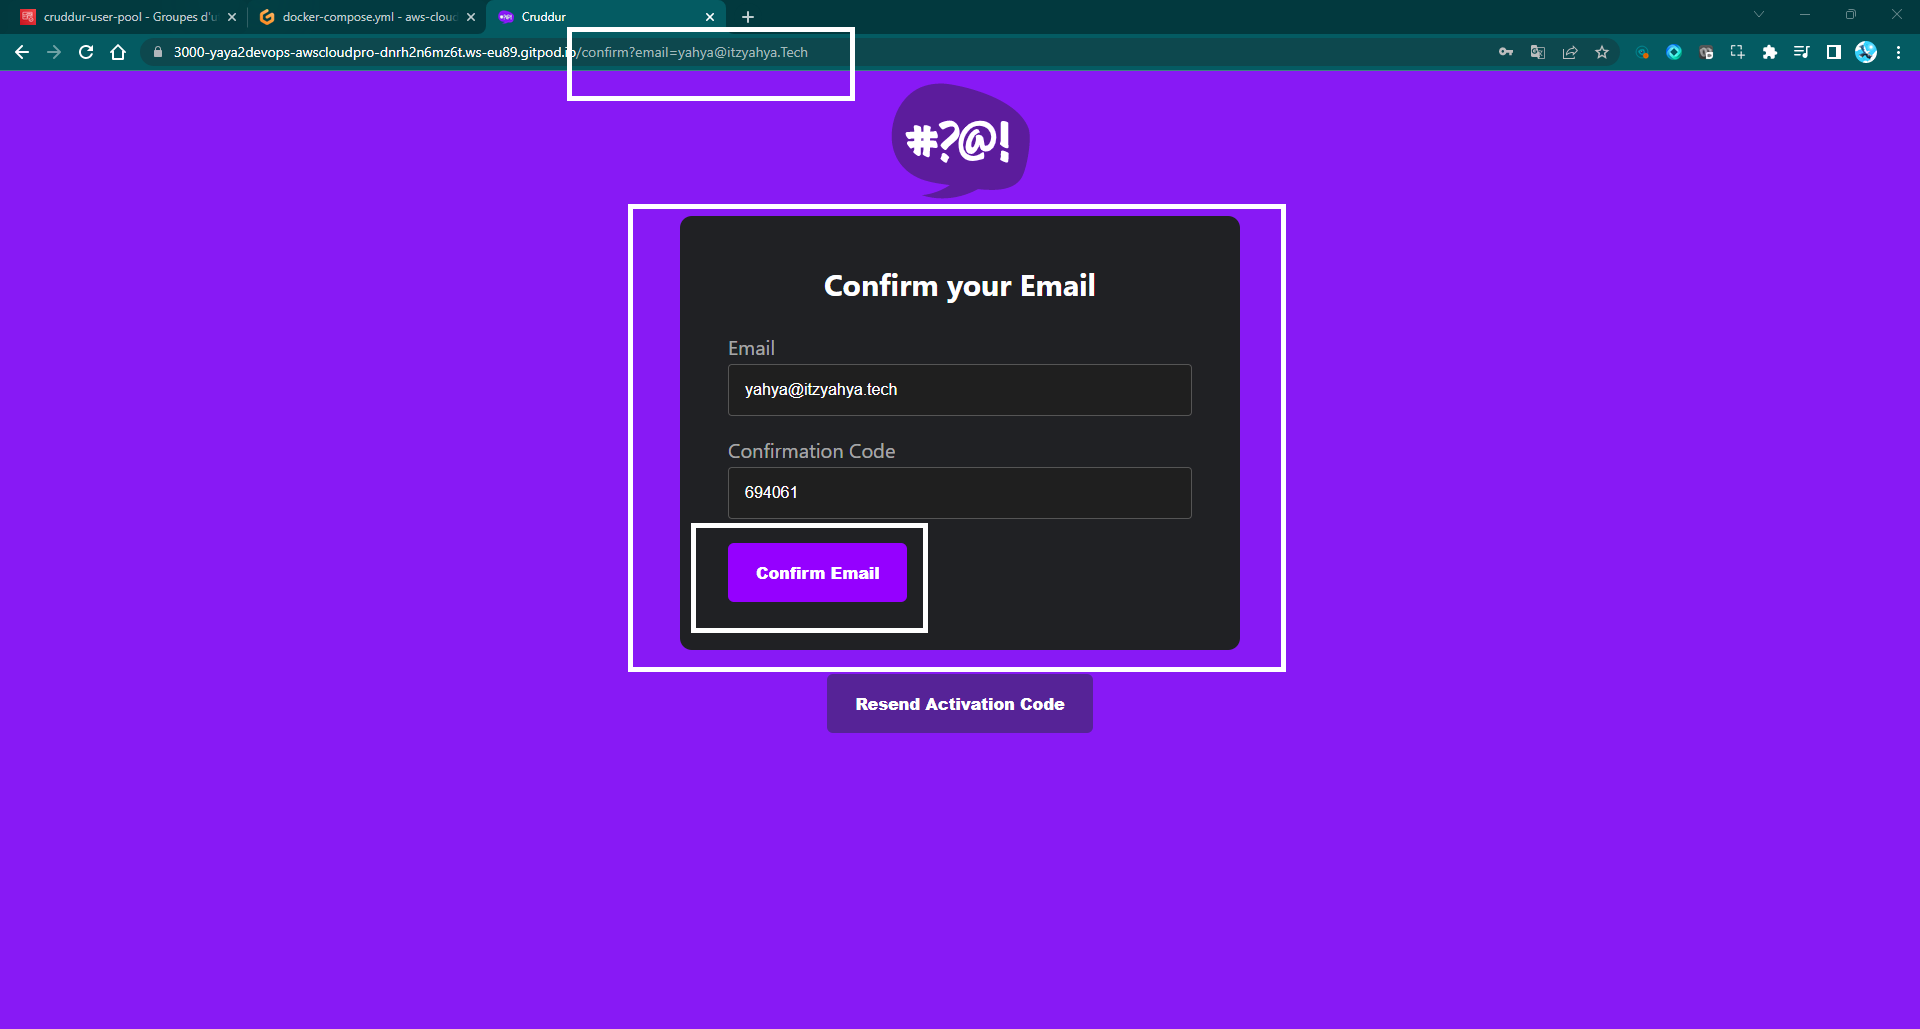 cruddur-user-pool - Groupes d'u
docker-compose.yml - aws-cloud
Cruddur
3000-yaya2devops-awscloudpro-dnrh2n6mz6t.ws-eu89.gitpod.io/confirm?email=yahya@itzyahya.Tech
#?@!
Confirm your Email
Email
yahya@itzyahya.tech
Confirmation Code
694061
Confirm Email
Resend Activation Code